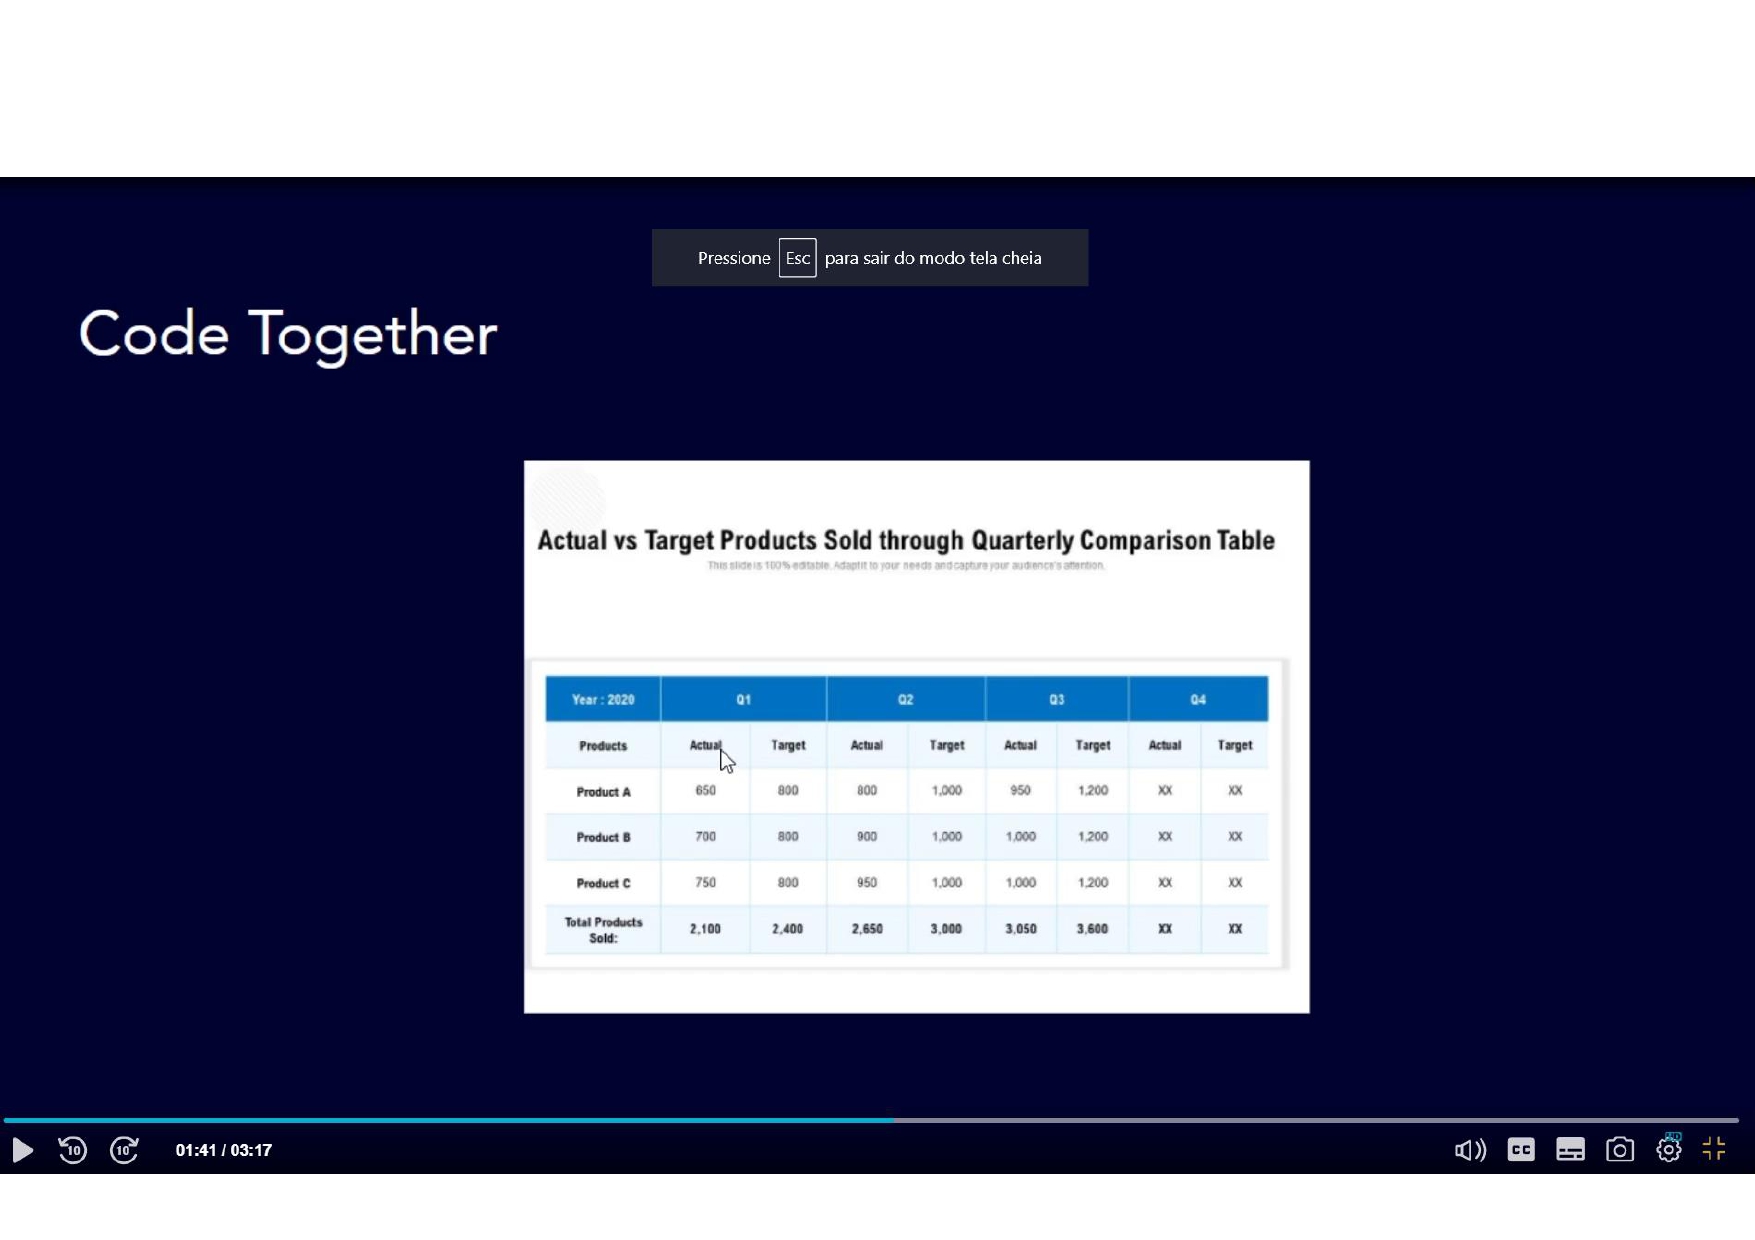 Pressione Esc para sair do modo tela cheia
Code Together
Actual vs Target Products Sold through Quarterly Comparison Table
This slide is 100% editable. Adapt it to your needs and capture your audience's attention.
Year : 2020 Q1 Q2 Q3 Q4
Products Actual Target Actual Target Actual Target Actual Target
Product A 650 800 800 1,000 950 1,200 XX XX
Product B 700 800 900 1,000 1,000 1,200 XX XX
Product C 750 800 950 1,000 1,000 1,200 XX XX
Total Products
Sold: 2,100 2,400 2,650 3,000 3,050 3,600 XX XX
10 10 01:41 / 03:17 CC HD